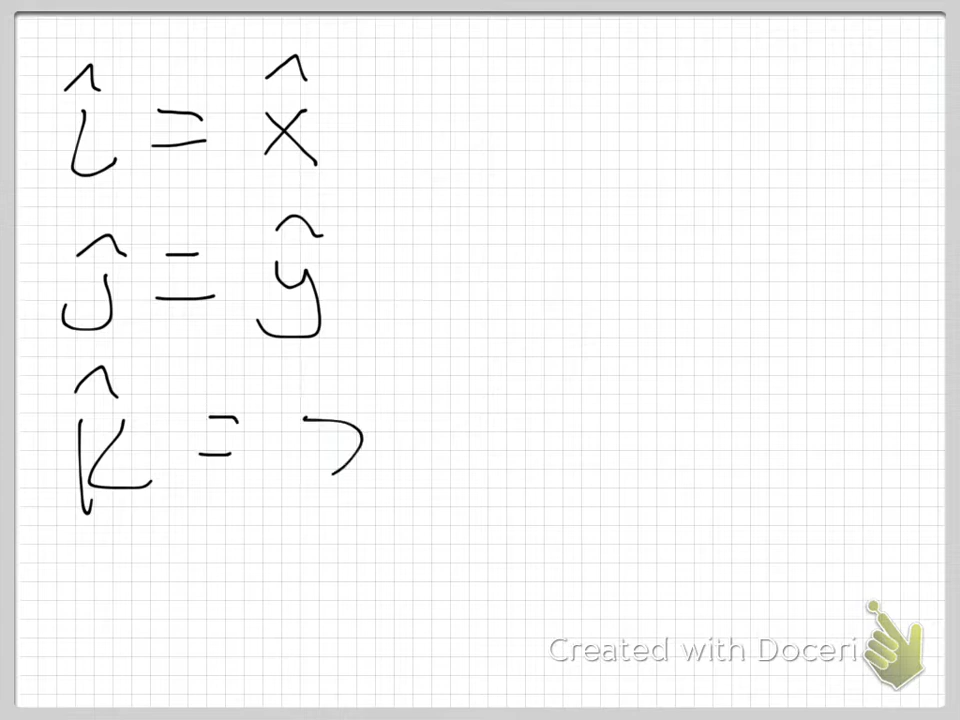 î = x̂
ĵ = ŷ
k̂ =
Created with Doceri